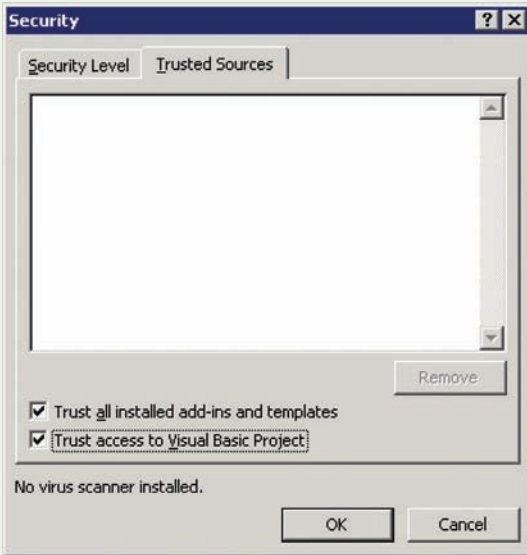 Security
Security Level
Trusted Sources
Remove
Trust all installed add-ins and templates
Trust access to Visual Basic Project
No virus scanner installed.
OK
Cancel